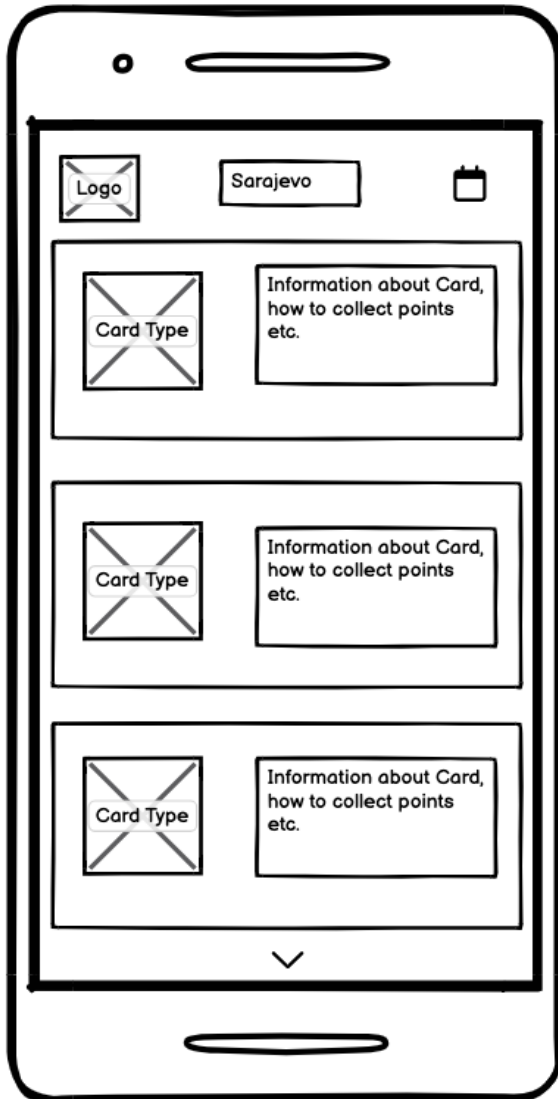 Logo
Sarajevo
Card Type
Information about Card,
how to collect points
etc.
Card Type
Information about Card,
how to collect points
etc.
Card Type
Information about Card,
how to collect points
etc.